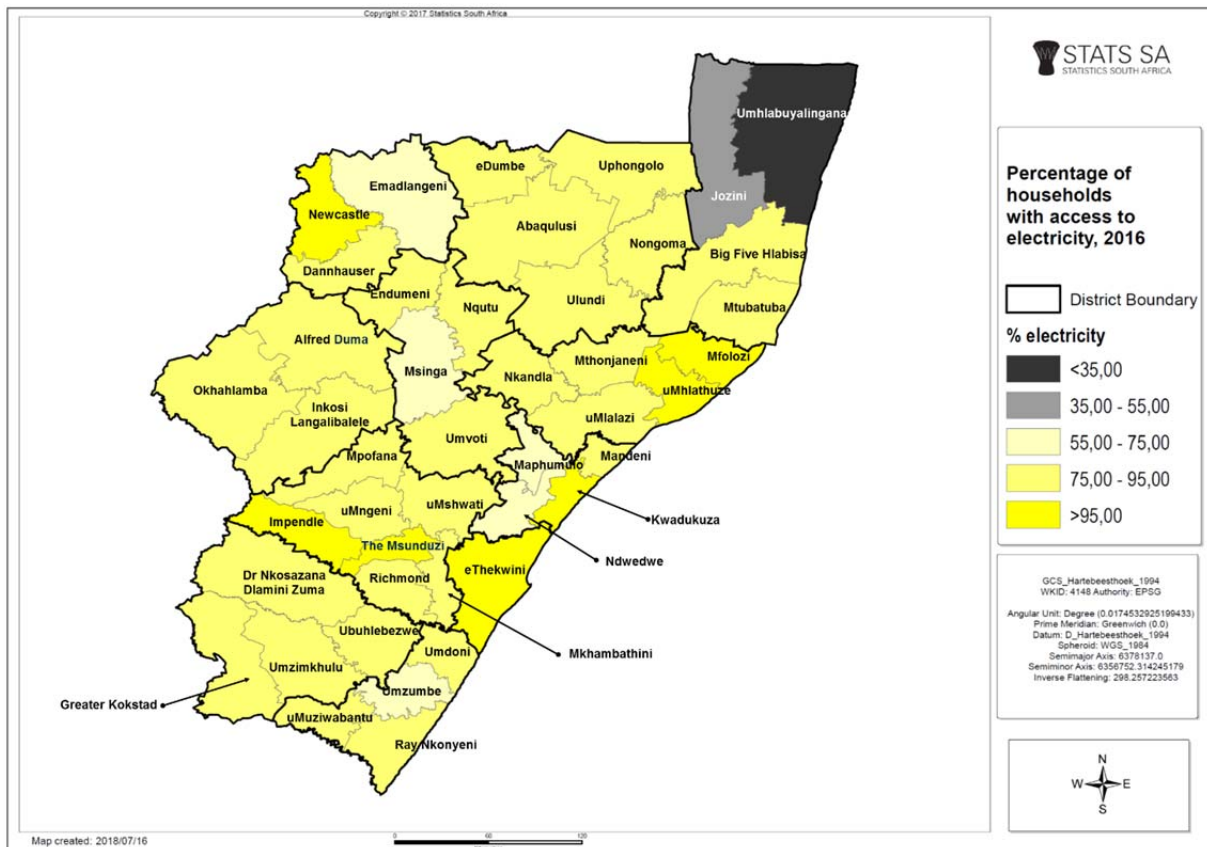 Copyright © 2017 Statistics South Africa
STATS SA
STATISTICS SOUTH AFRICA
Umhlabuyalingana
Jozini
eDumbe
Uphongolo
Emadlangeni
Newcastle
Abaqulusi
Nongoma
Big Five Hlabisa
Dannhauser
Endumeni
Nqutu
Ulundi
Mtubatuba
Alfred Duma
Msinga
Nkandla
Mthonjaneni
Mfolozi
Okhahlamba
uMhlathuze
Inkosi
Langalibalele
uMlalazi
Umvoti
Mpofana
Maphumulo
Mandeni
uMngeni
uMshwati
Kwadukuza
Impendle
The Msunduzi
Ndwedwe
eThekwini
Dr Nkosazana
Dlamini Zuma
Richmond
Ubuhlebezwe
Mkhambathini
Umdoni
Umzimkhulu
Umzumbe
Greater Kokstad
uMuziwabantu
Ray Nkonyeni
Percentage of
households
with access to
electricity, 2016
District Boundary
% electricity
<35,00
35,00 - 55,00
55,00 - 75,00
75,00 - 95,00
>95,00
GCS_Hartebeesthoek_1994
WKID: 4148 Authority: EPSG
Angular Unit: Degree (0.0174532925199433)
Prime Meridian: Greenwich (0.0)
Datum: D_Hartebeesthoek_1994
Spheroid: WGS_1984
Semimajor Axis: 6378137.0
Semiminor Axis: 6356752.314245179
Inverse Flattening: 298.257223563
N
W E
S
Map created: 2018/07/16
0 60 120